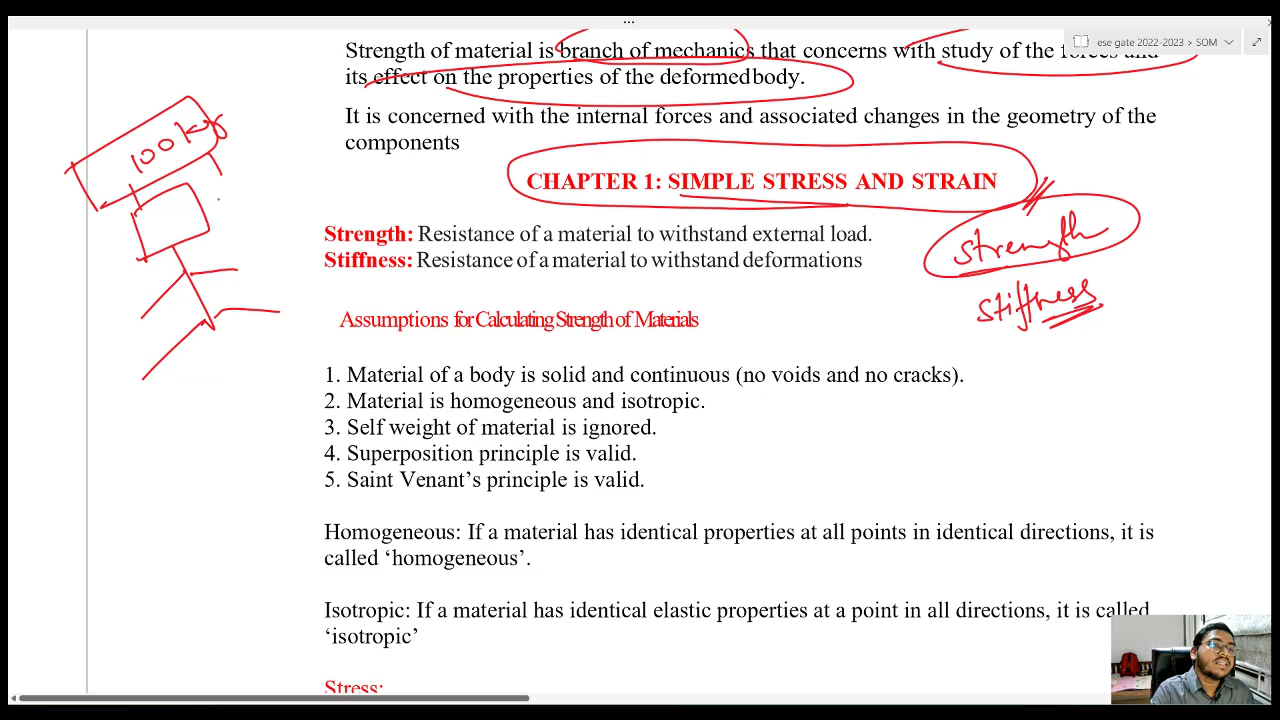 ese gate 2022-2023 > SOM
Strength of material is branch of mechanics that concerns with study of the forces and
its effect on the properties of the deformed body.
It is concerned with the internal forces and associated changes in the geometry of the
components
100 kg
CHAPTER 1: SIMPLE STRESS AND STRAIN
Strength: Resistance of a material to withstand external load.
Stiffness: Resistance of a material to withstand deformations
strength
stiffness
Assumptions for Calculating Strength of Materials
1. Material of a body is solid and continuous (no voids and no cracks).
2. Material is homogeneous and isotropic.
3. Self weight of material is ignored.
4. Superposition principle is valid.
5. Saint Venant’s principle is valid.
Homogeneous: If a material has identical properties at all points in identical directions, it is
called ‘homogeneous’.
Isotropic: If a material has identical elastic properties at a point in all directions, it is called
‘isotropic’
Stress: